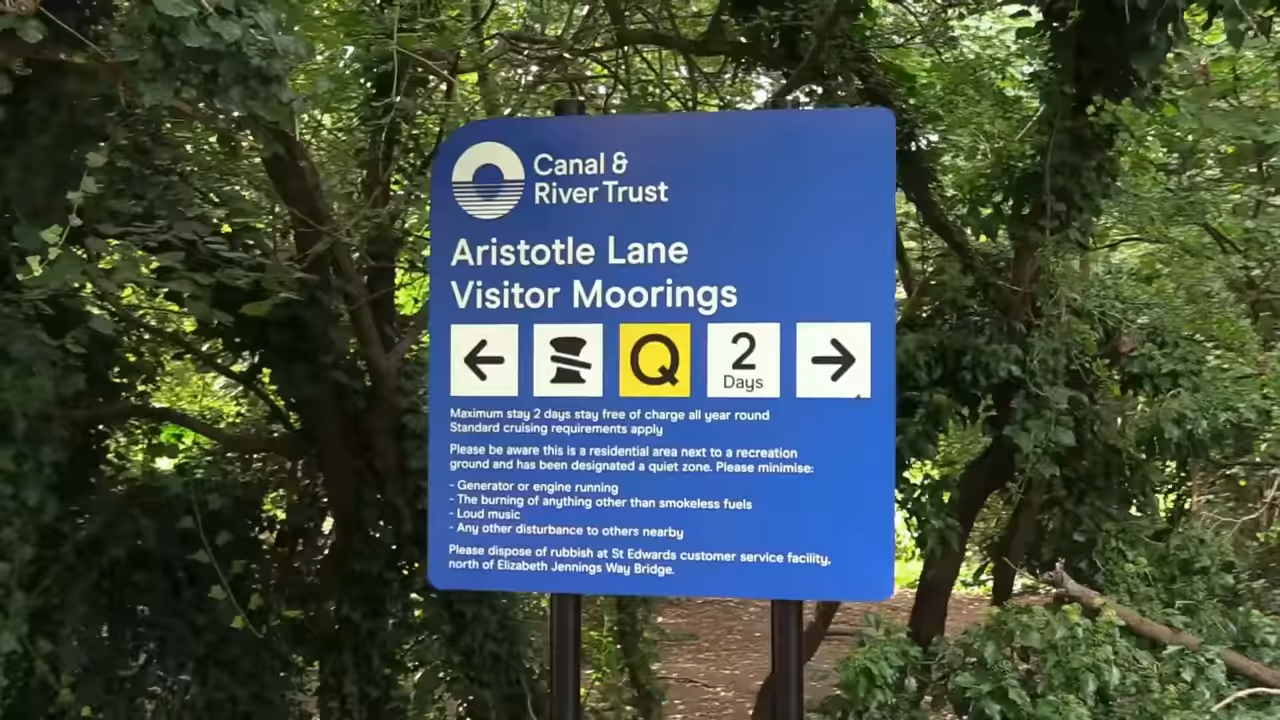 Canal &
River Trust
Aristotle Lane
Visitor Moorings
Q
2
Days
Maximum stay 2 days stay free of charge all year round
Standard cruising requirements apply
Please be aware this is a residential area next to a recreation
ground and has been designated a quiet zone. Please minimise:
- Generator or engine running
- The burning of anything other than smokeless fuels
- Loud music
- Any other disturbance to others nearby
Please dispose of rubbish at St Edwards customer service facility,
north of Elizabeth Jennings Way Bridge.